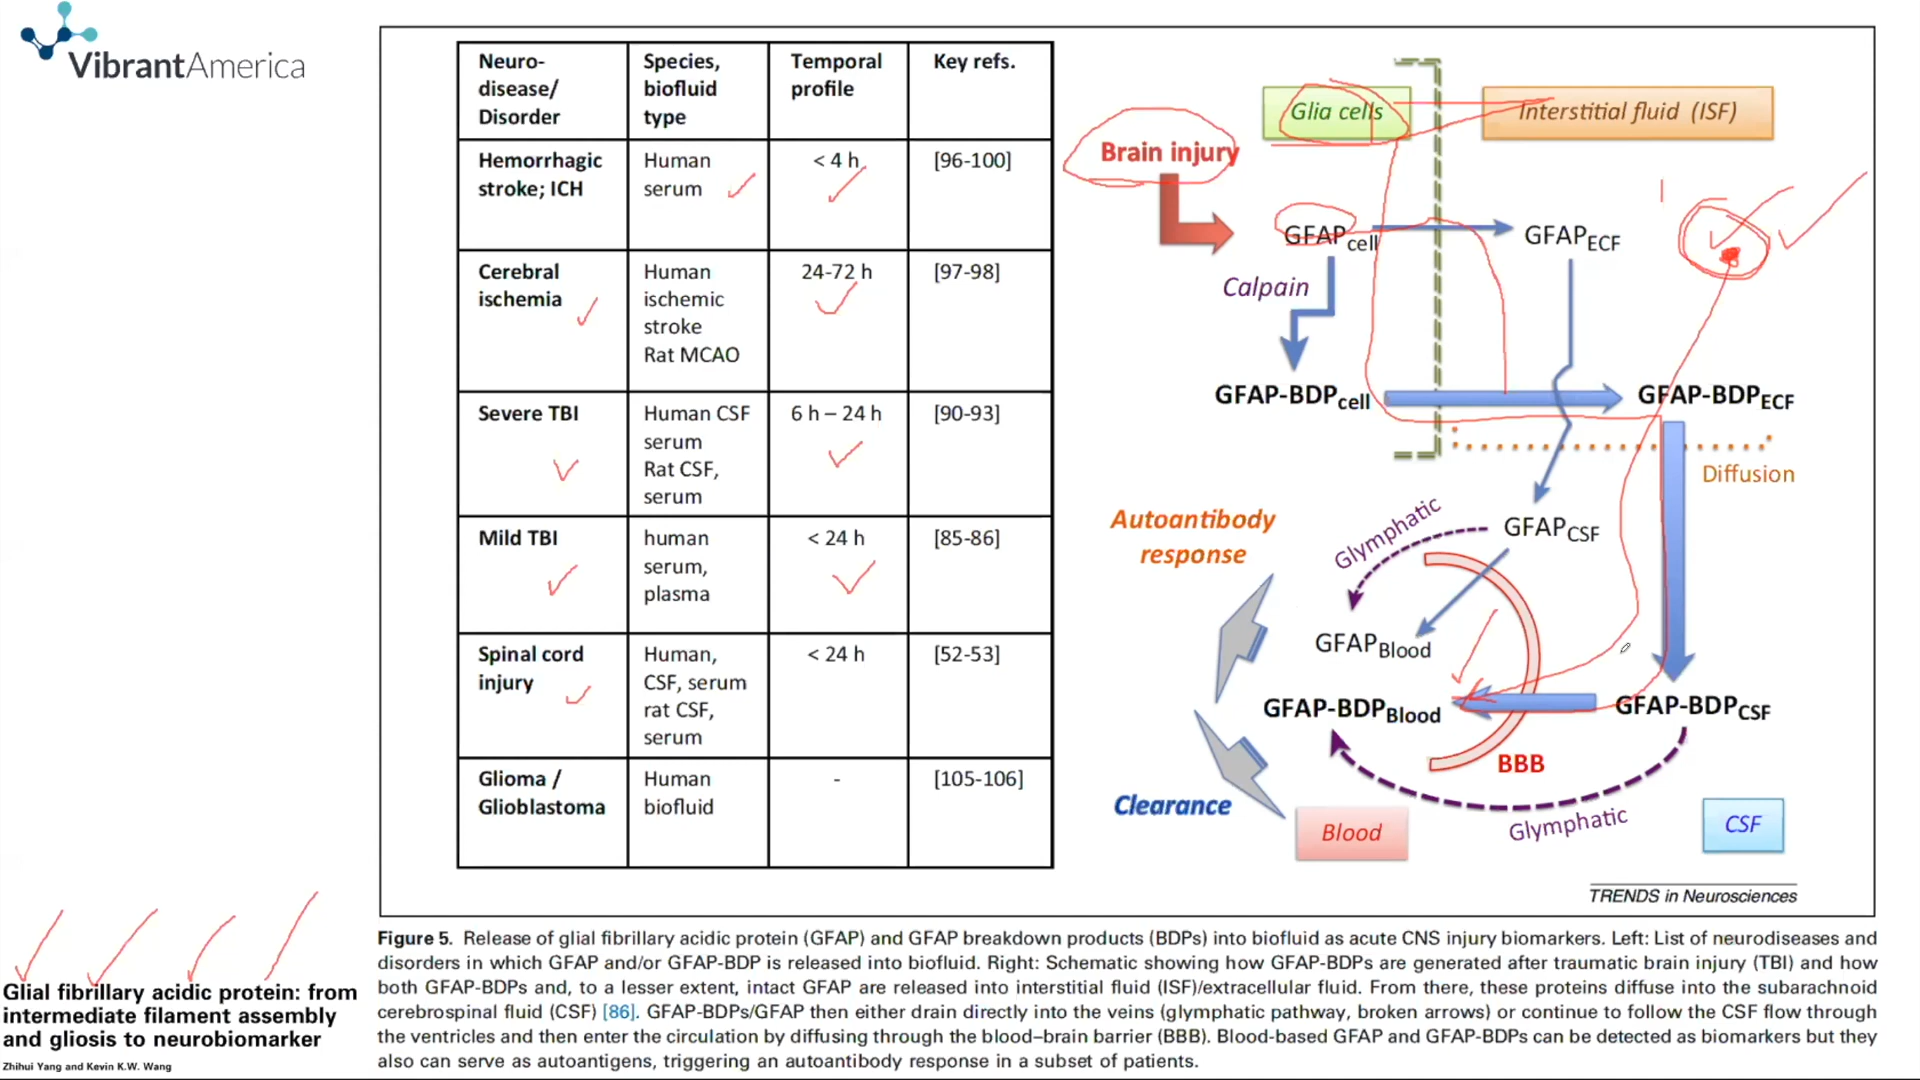 VibrantAmerica
Neuro-
disease/
Disorder
Species,
biofluid
type
Temporal
profile
Key refs.
Hemorrhagic
stroke; ICH
Human
serum
< 4 h
[96-100]
Cerebral
ischemia
Human
ischemic
stroke
Rat MCAO
24-72 h
[97-98]
Severe TBI
Human CSF
serum
Rat CSF,
serum
6 h – 24 h
[90-93]
Mild TBI
human
serum,
plasma
< 24 h
[85-86]
Spinal cord
injury
Human,
CSF, serum
rat CSF,
serum
< 24 h
[52-53]
Glioma /
Glioblastoma
Human
biofluid
-
[105-106]
Glia cells
Interstitial fluid (ISF)
Brain injury
GFAPcell
GFAPECF
Calpain
GFAP-BDPcell
GFAP-BDPECF
Diffusion
Autoantibody
response
Glymphatic
GFAPCSF
GFAPBlood
GFAP-BDPBlood
GFAP-BDPCSF
BBB
Clearance
Blood
Glymphatic
CSF
TRENDS in Neurosciences
Figure 5. Release of glial fibrillary acidic protein (GFAP) and GFAP breakdown products (BDPs) into biofluid as acute CNS injury biomarkers. Left: List of neurodiseases and
disorders in which GFAP and/or GFAP-BDP is released into biofluid. Right: Schematic showing how GFAP-BDPs are generated after traumatic brain injury (TBI) and how
both GFAP-BDPs and, to a lesser extent, intact GFAP are released into interstitial fluid (ISF)/extracellular fluid. From there, these proteins diffuse into the subarachnoid
cerebrospinal fluid (CSF) [86]. GFAP-BDPs/GFAP then either drain directly into the veins (glymphatic pathway, broken arrows) or continue to follow the CSF flow through
the ventricles and then enter the circulation by diffusing through the blood–brain barrier (BBB). Blood-based GFAP and GFAP-BDPs can be detected as biomarkers but they
also can serve as autoantigens, triggering an autoantibody response in a subset of patients.
Glial fibrillary acidic protein: from
intermediate filament assembly
and gliosis to neurobiomarker
Zhihui Yang and Kevin K.W. Wang